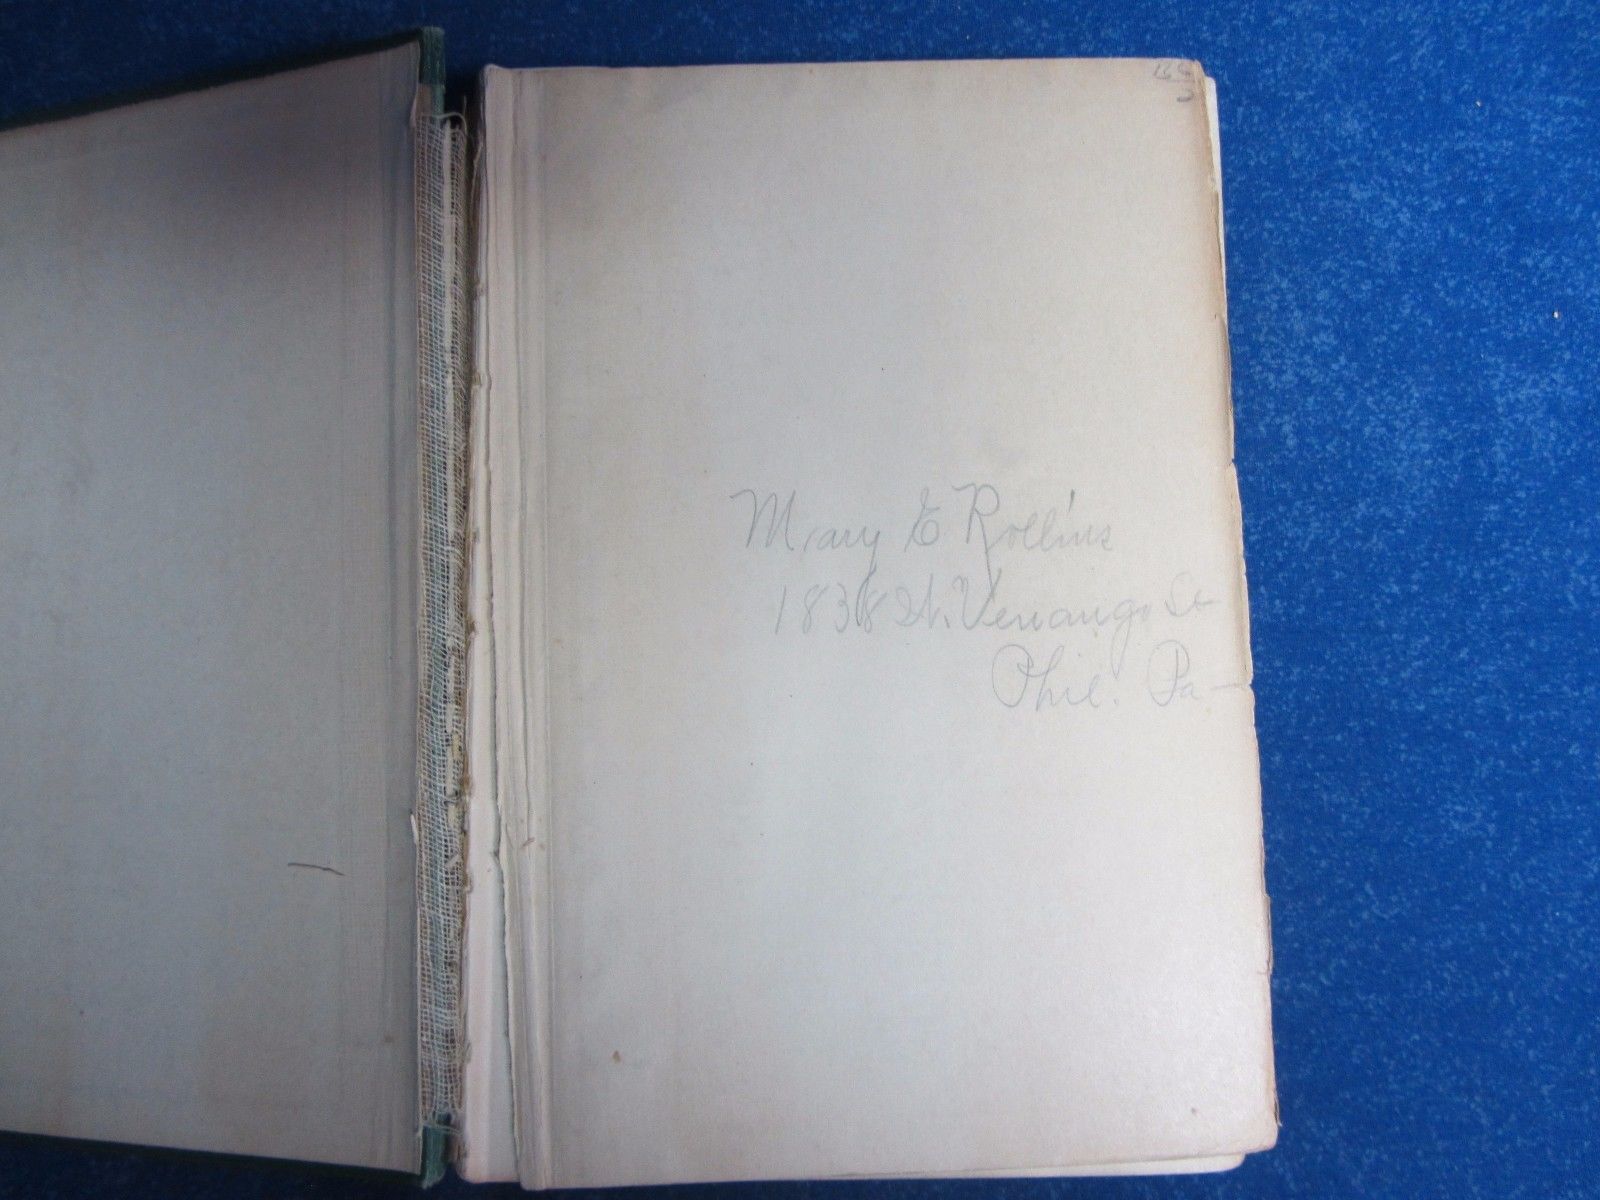 Mary E Rollins
1838 W. Venango St
Phil. Pa —